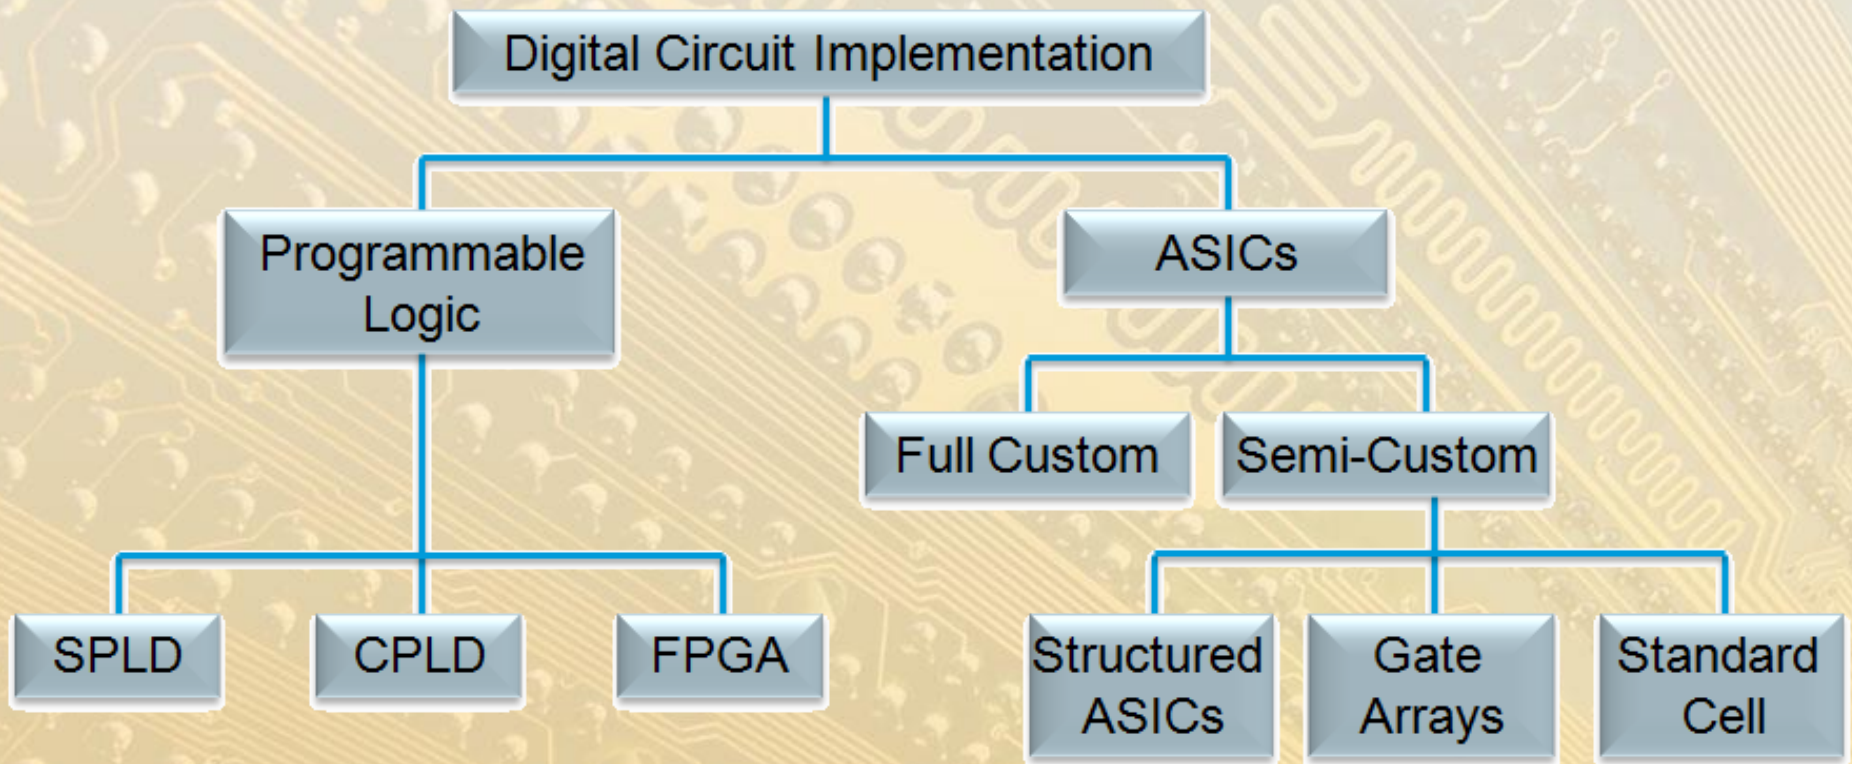 Digital Circuit Implementation
Programmable
Logic
ASICs
Full Custom
Semi-Custom
SPLD
CPLD
FPGA
Structured
ASICs
Gate
Arrays
Standard
Cell